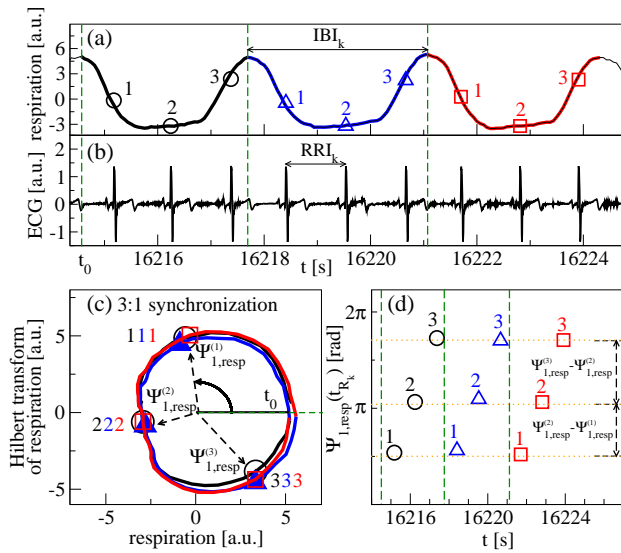 (a)
IBI_k
respiration [a.u.]
6
3
0
-3
1
2
3
1
2
3
1
2
3
(b)
RRI_k
ECG [a.u.]
2
1
0
-1
t_0
16216
16218
16220
16222
16224
t [s]
(c) 3:1 synchronization
Hilbert transform
of respiration [a.u.]
5
0
-5
111
222
333
Ψ^(1)_1,resp
Ψ^(2)_1,resp
Ψ^(3)_1,resp
t_0
-5
0
5
respiration [a.u.]
(d)
Ψ_1,resp(t_R_k) [rad]
2π
π
3
3
3
2
2
2
1
1
1
Ψ^(3)_1,resp-Ψ^(2)_1,resp
Ψ^(2)_1,resp-Ψ^(1)_1,resp
16216
16220
16224
t [s]